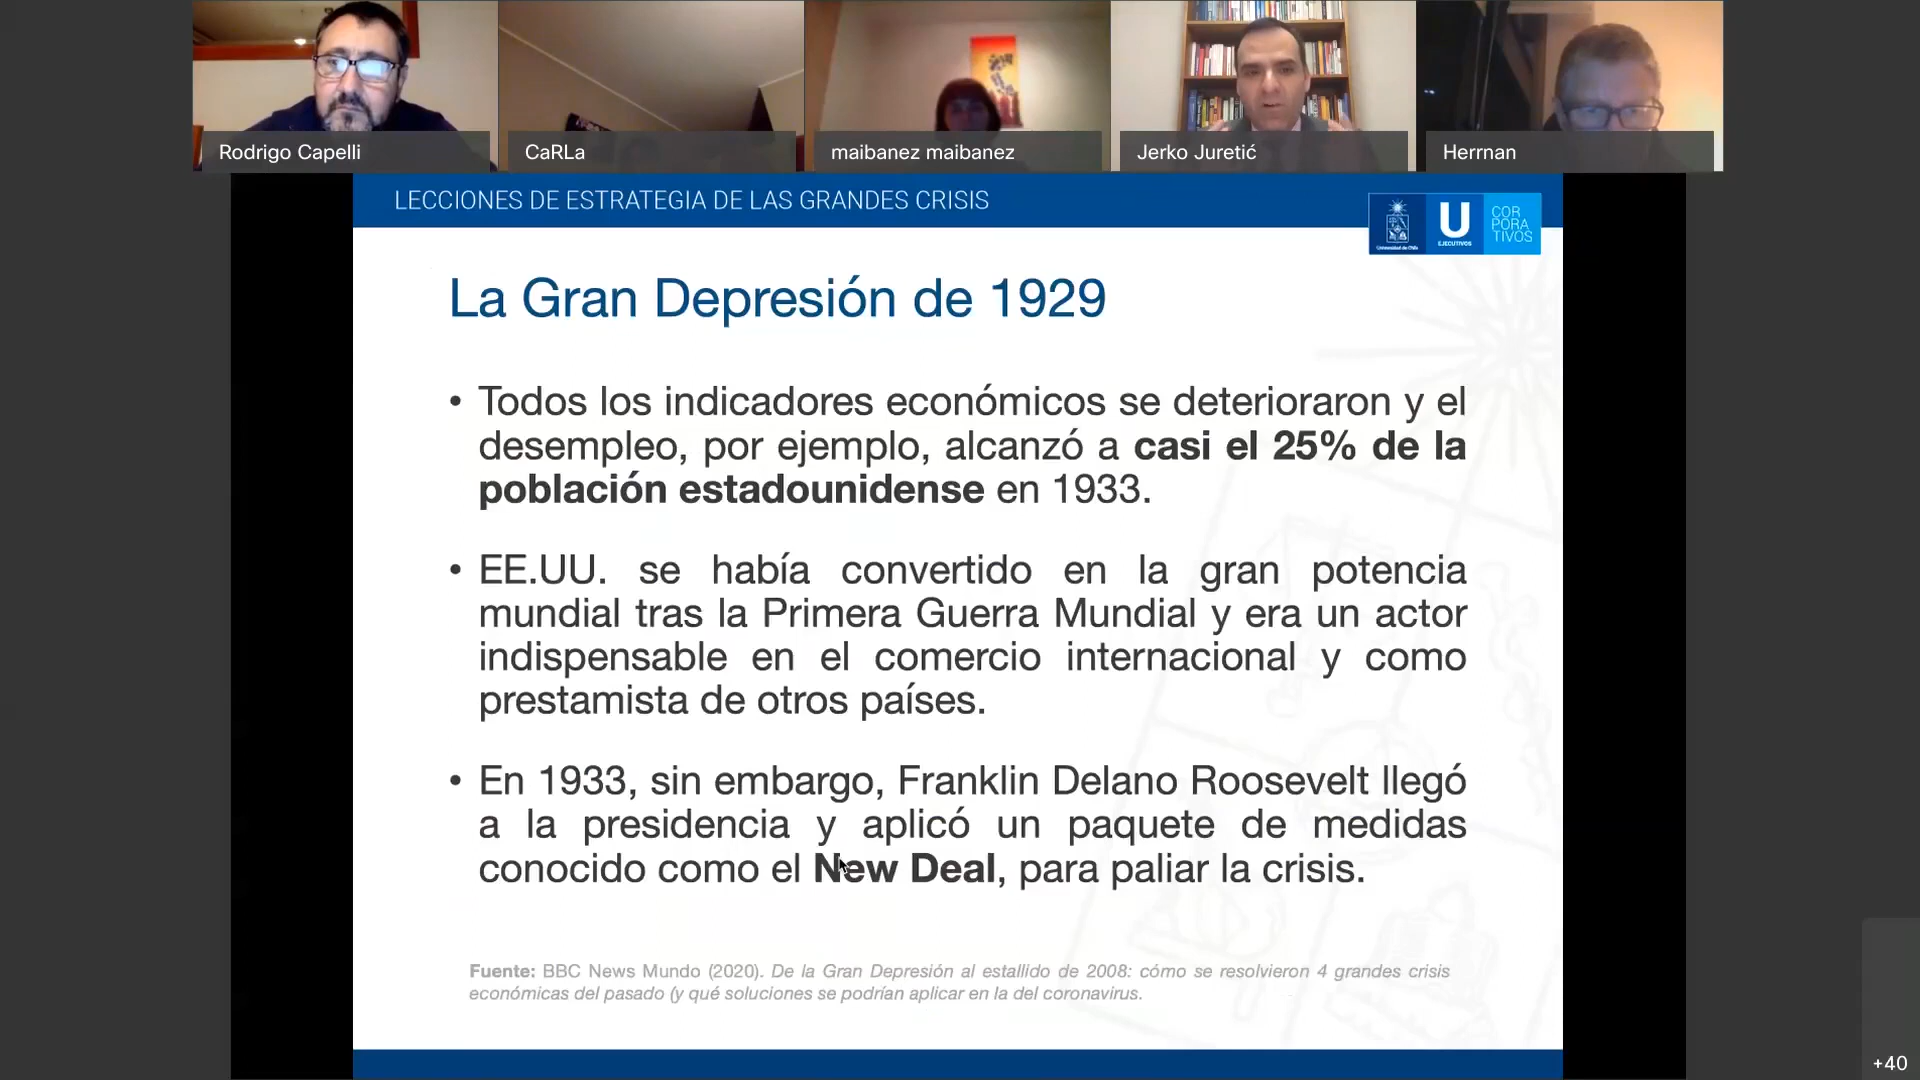 Rodrigo Capelli
CaRLa
maibanez maibanez
Jerko Juretić
Herrnan
LECCIONES DE ESTRATEGIA DE LAS GRANDES CRISIS
Universidad de Chile
U
EJECUTIVOS
COR
PORA
TIVOS
La Gran Depresión de 1929
• Todos los indicadores económicos se deterioraron y el
desempleo, por ejemplo, alcanzó a casi el 25% de la
población estadounidense en 1933.
• EE.UU. se había convertido en la gran potencia
mundial tras la Primera Guerra Mundial y era un actor
indispensable en el comercio internacional y como
prestamista de otros países.
• En 1933, sin embargo, Franklin Delano Roosevelt llegó
a la presidencia y aplicó un paquete de medidas
conocido como el New Deal, para paliar la crisis.
Fuente: BBC News Mundo (2020). De la Gran Depresión al estallido de 2008: cómo se resolvieron 4 grandes crisis
económicas del pasado (y qué soluciones se podrían aplicar en la del coronavirus.
+40